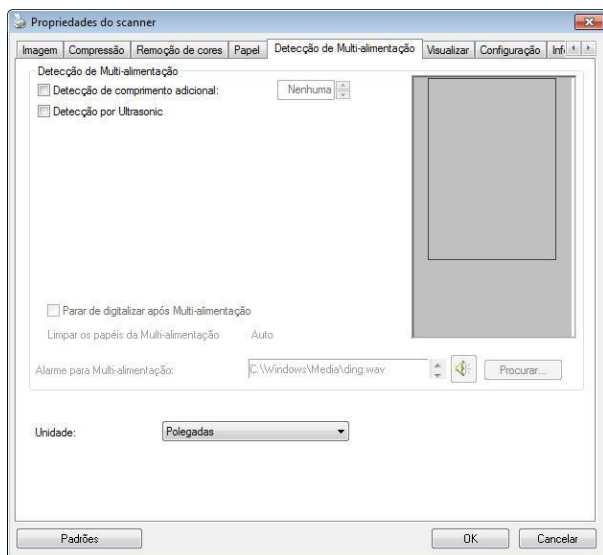 Propriedades do scanner
Imagem Compressão Remoção de cores Papel Detecção de Multi-alimentação Visualizar Configuração
Detecção de Multi-alimentação
Detecção de comprimento adicional: Nenhuma
Detecção por Ultrasonic
Parar de digitalizar após Multi-alimentação
Limpar os papéis da Multi-alimentação Auto
Alarme para Multi-alimentação: C:\Windows\Media\ding.wav Procurar...
Unidade: Polegadas
Padrões OK Cancelar